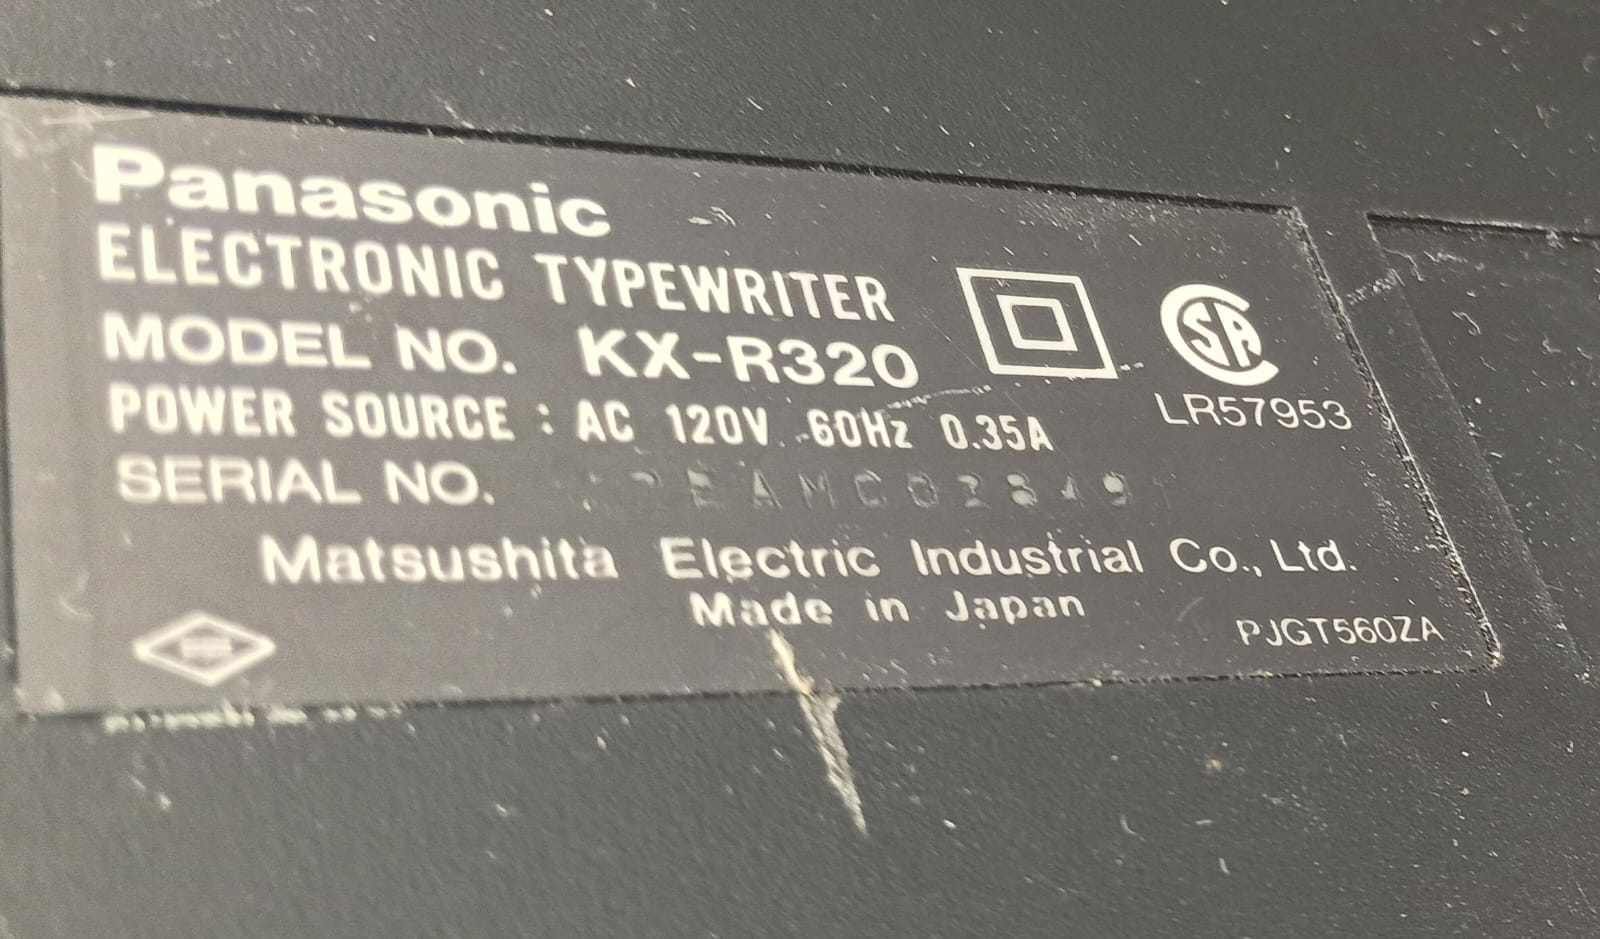 Panasonic
ELECTRONIC TYPEWRITER
MODEL NO. KX-R320
SA
LR57953
POWER SOURCE : AC 120V 60Hz 0.35A
SERIAL NO.
Matsushita Electric Industrial Co., Ltd.
Made in Japan
PJGT560ZA